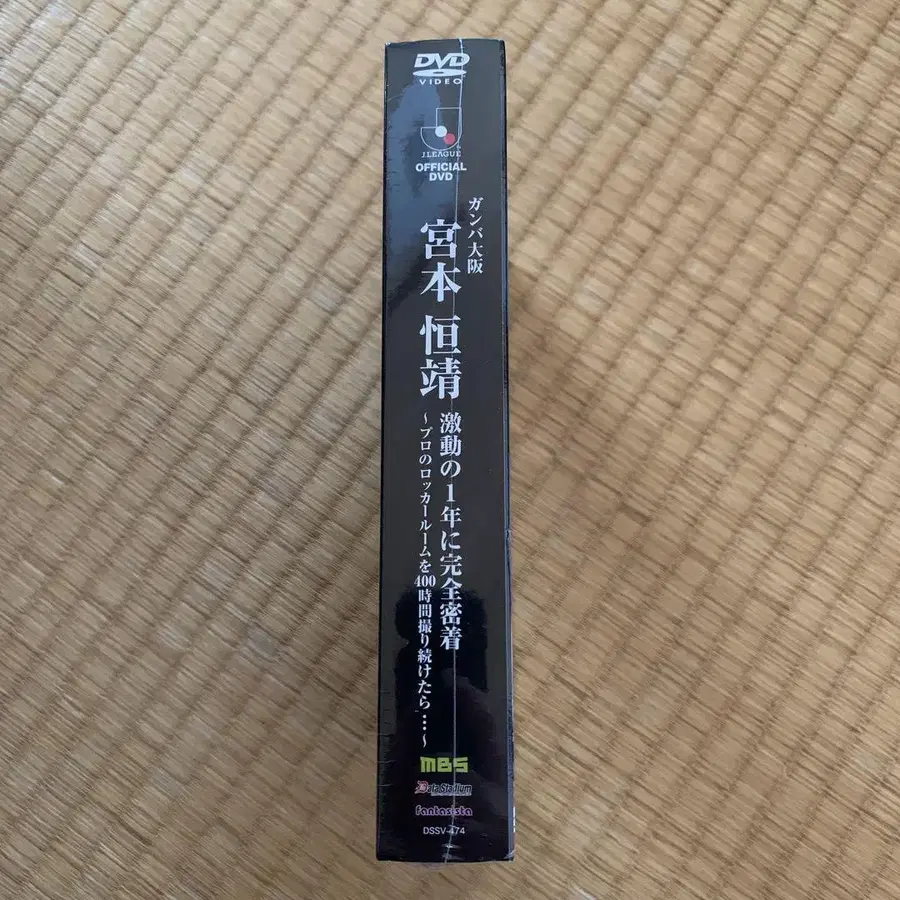 DVD
VIDEO
J.LEAGUE
OFFICIAL
DVD
ガンバ大阪
宮本 恒靖
激動の1年に完全密着
～プロのロッカールームを400時間撮り続けたら…～
MBS
Data Stadium
fantasista
DSSV-474